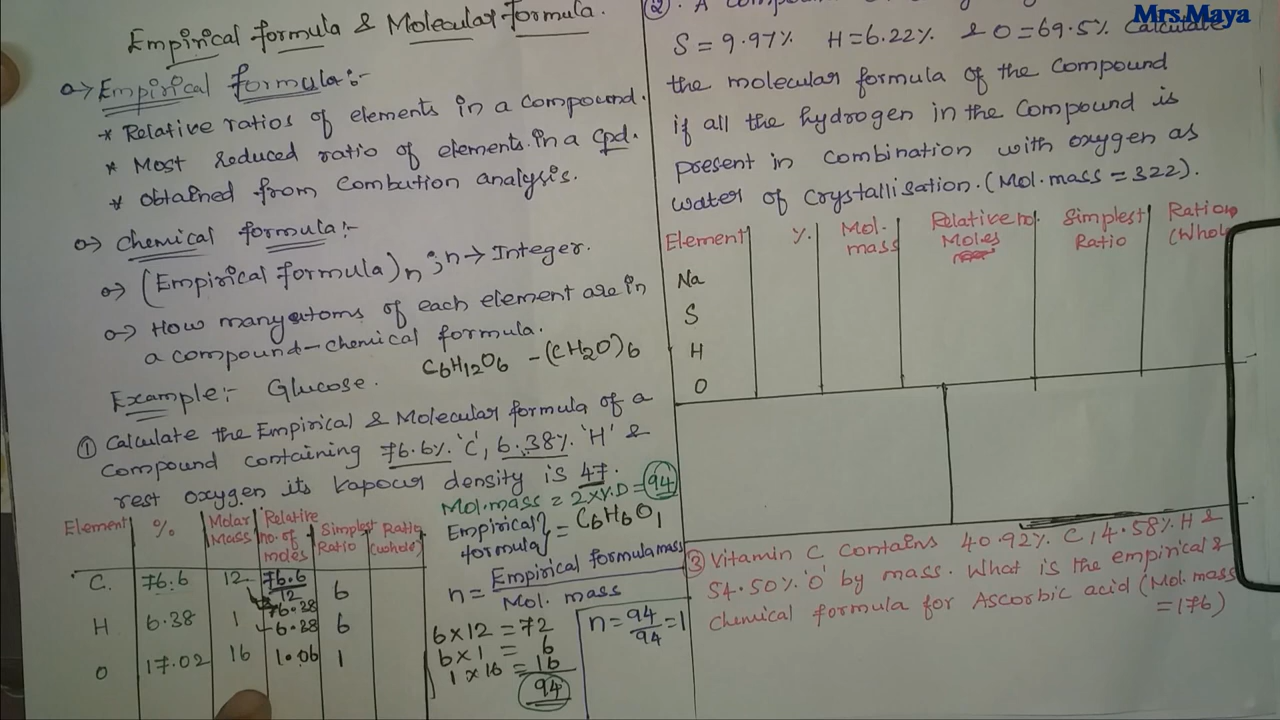 Empirical formula & Molecular formula.
o→ Empirical formula:-
* Relative ratios of elements in a compound.
* Most reduced ratio of elements in a cpd.
* obtained from Combution analysis.
o→ Chemical formula:-
o→ (Empirical formula)n ; n→ Integer.
o→ How many atoms of each element are in
a compound - chemical formula.
Example:- Glucose. C6H12O6 - (CH2O)6
① Calculate the Empirical & Molecular formula of a
compound containing 76.6% 'C', 6.38% 'H' &
rest oxygen its vapour density is 47.
Mol.mass = 2×V.D = 94
Element % Molar Mass Relative no. of moles Simplest Ratio Ratio (whole)
C. 76.6 12 76.6/12 6
H 6.38 1 6.38 6
O 17.02 16 1.06 1
Empirical formula } = C6H6O1
n = Empirical formula mass / Mol. mass
6×12 = 72
6×1 = 6
1×16 = 16
94
n = 94/94 = 1
Mrs.Maya
② . A
S = 9.97% H = 6.22% & O = 69.5% Calculate
the molecular formula of the compound
if all the hydrogen in the compound is
present in combination with oxygen as
water of crystallisation. (Mol. mass = 322).
Element % Mol. mass Relative no. Moles Simplest Ratio Ration (Whole
Na
S
H
O
③ Vitamin C contains 40.92% C, 4.58% H &
54.50% 'O' by mass. What is the empirical &
chemical formula for Ascorbic acid (Mol. mass
= 176)